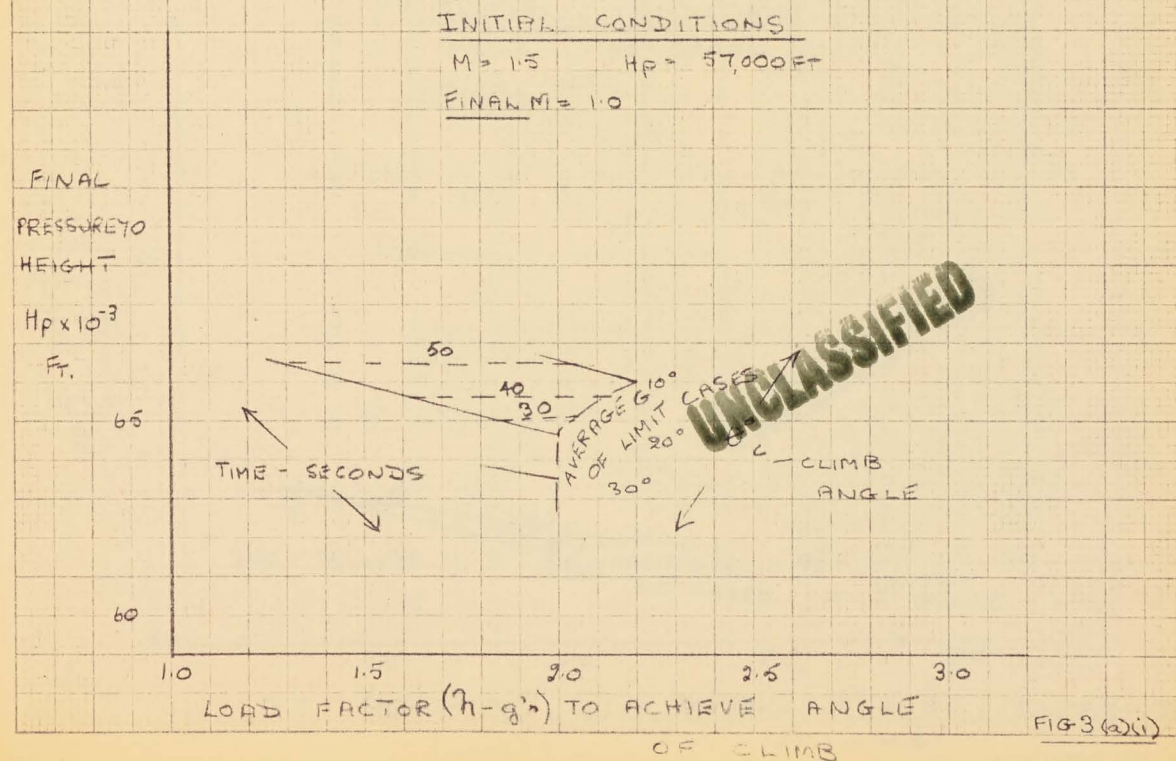 INITIAL CONDITIONS
M = 1.5 Hp = 57,000 FT
FINAL M = 1.0
FINAL
PRESSURE 70
HEIGHT
Hp x 10⁻³
FT.
50
40
30
65
60
10°
20°
30°
AVERAGE G
OF LIMIT CASES
UNCLASSIFIED
θ°
c - CLIMB
ANGLE
TIME - SECONDS
1.0 1.5 2.0 2.5 3.0
LOAD FACTOR (n-g's) TO ACHIEVE ANGLE
OF CLIMB
FIG 3 (a)(i)